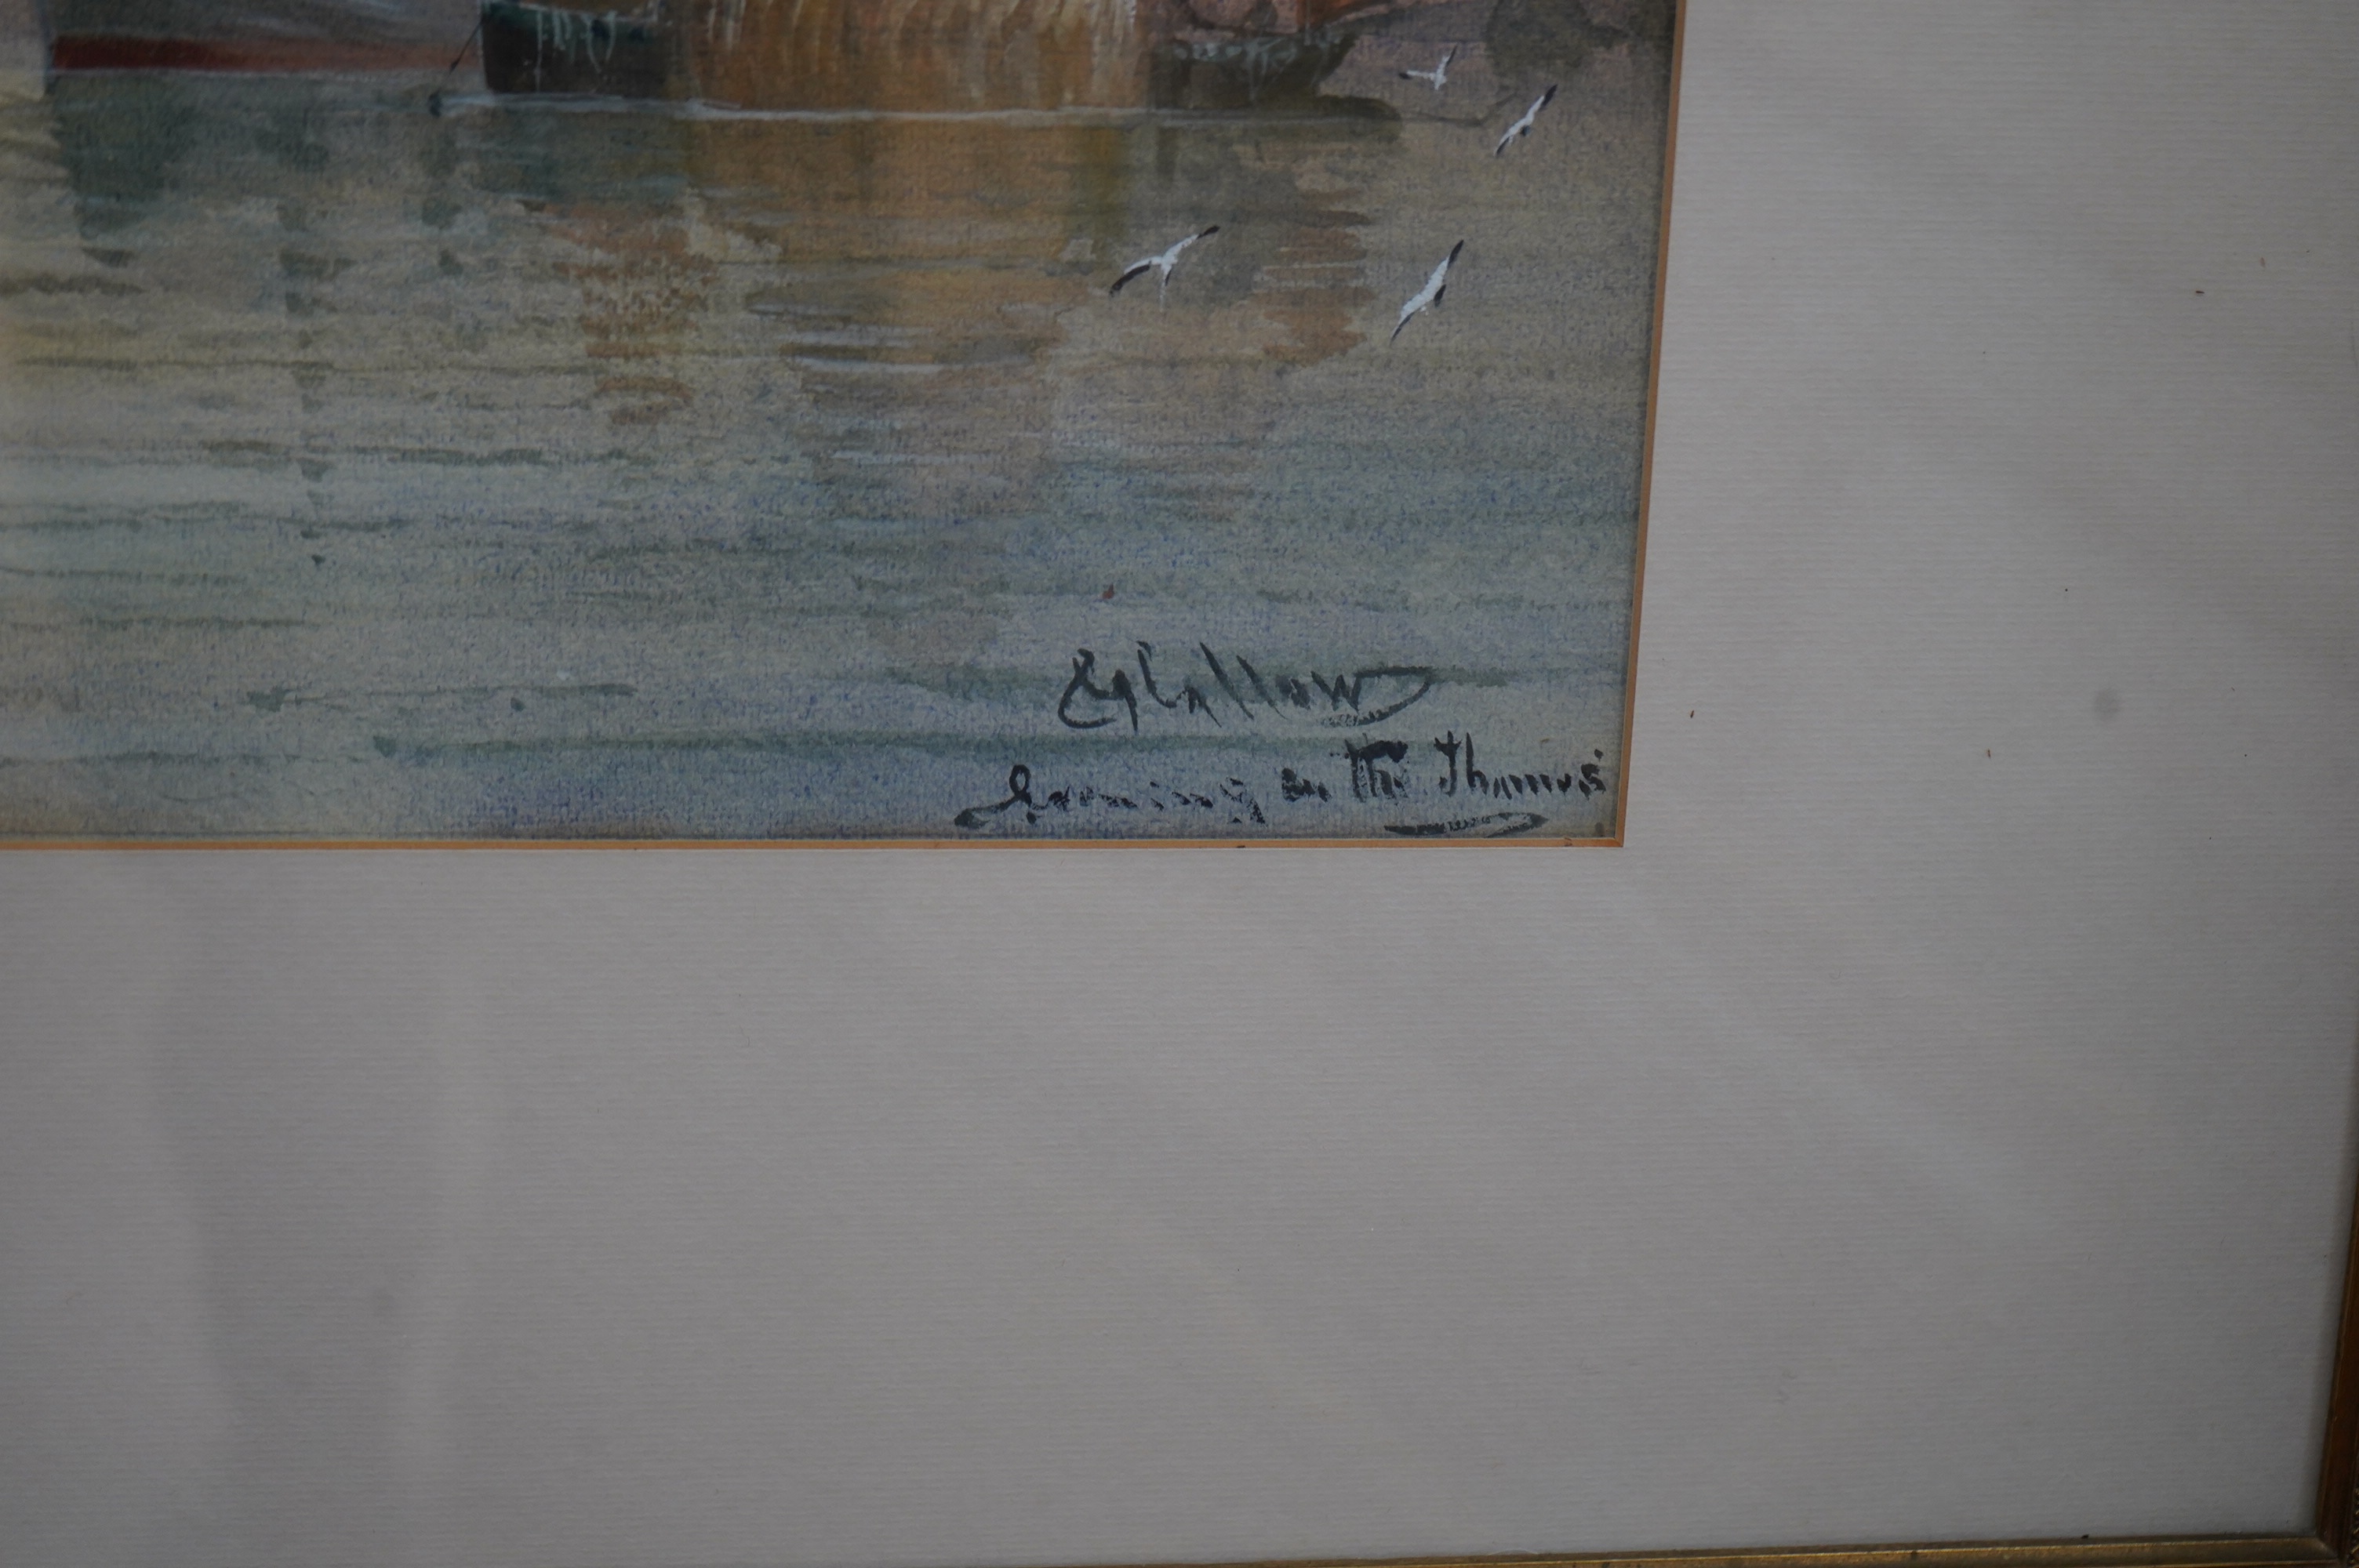 G Callow
Evening on the Thames